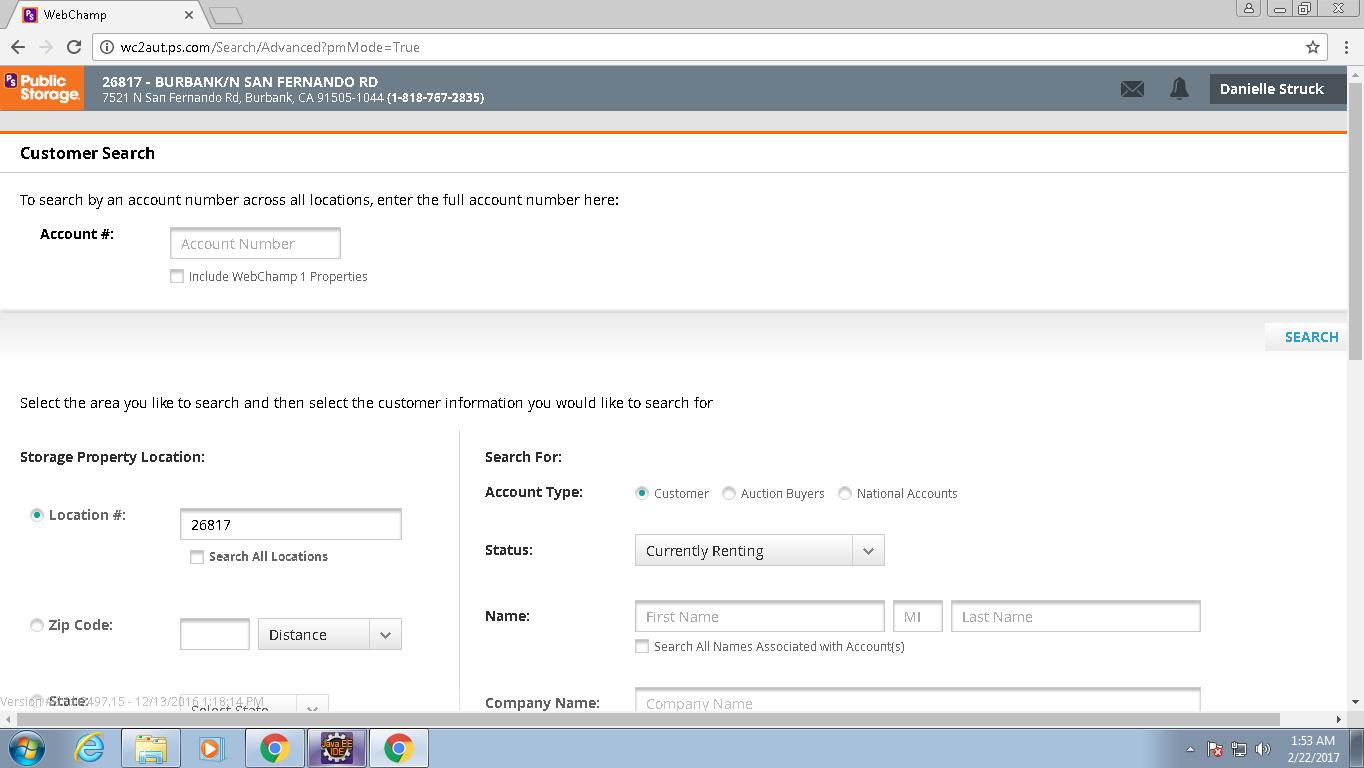 WebChamp
wc2aut.ps.com/Search/Advanced?pmMode=True
PS Public Storage.
26817 - BURBANK/N SAN FERNANDO RD
7521 N San Fernando Rd, Burbank, CA 91505-1044 (1-818-767-2835)
Danielle Struck
Customer Search
To search by an account number across all locations, enter the full account number here:
Account #:
Account Number
Include WebChamp 1 Properties
SEARCH
Select the area you like to search and then select the customer information you would like to search for
Storage Property Location:
Search For:
Account Type:
Customer
Auction Buyers
National Accounts
Location #:
26817
Search All Locations
Status:
Currently Renting
Zip Code:
Distance
Name:
First Name
MI
Last Name
Search All Names Associated with Account(s)
State:
Select State
Version 497.15 - 12/13/2016 1:18:14 PM
Company Name:
Company Name
Java EE
IDE
1:53 AM
2/22/2017